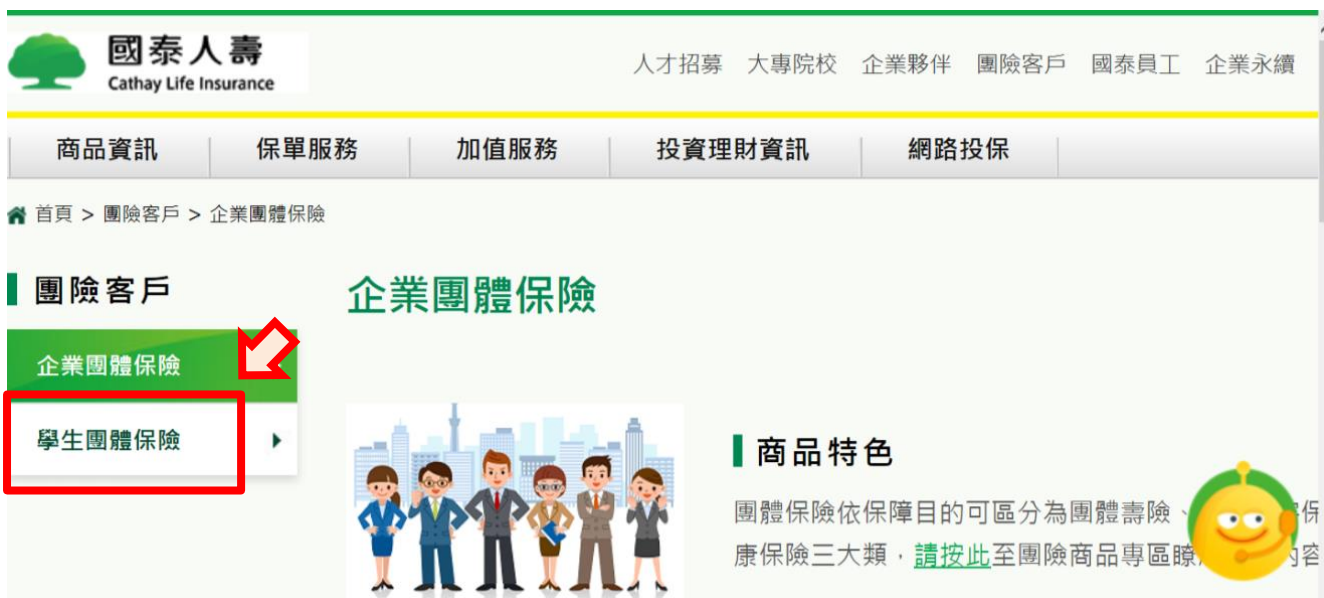 國泰人壽
Cathay Life Insurance
人才招募 大專院校 企業夥伴 團險客戶 國泰員工 企業永續
商品資訊 保單服務 加值服務 投資理財資訊 網路投保
首頁 > 團險客戶 > 企業團體保險
團險客戶
企業團體保險
學生團體保險
企業團體保險
商品特色
團體保險依保障目的可區分為團體壽險、 保
康保險三大類，請按此至團險商品專區瞭 內容